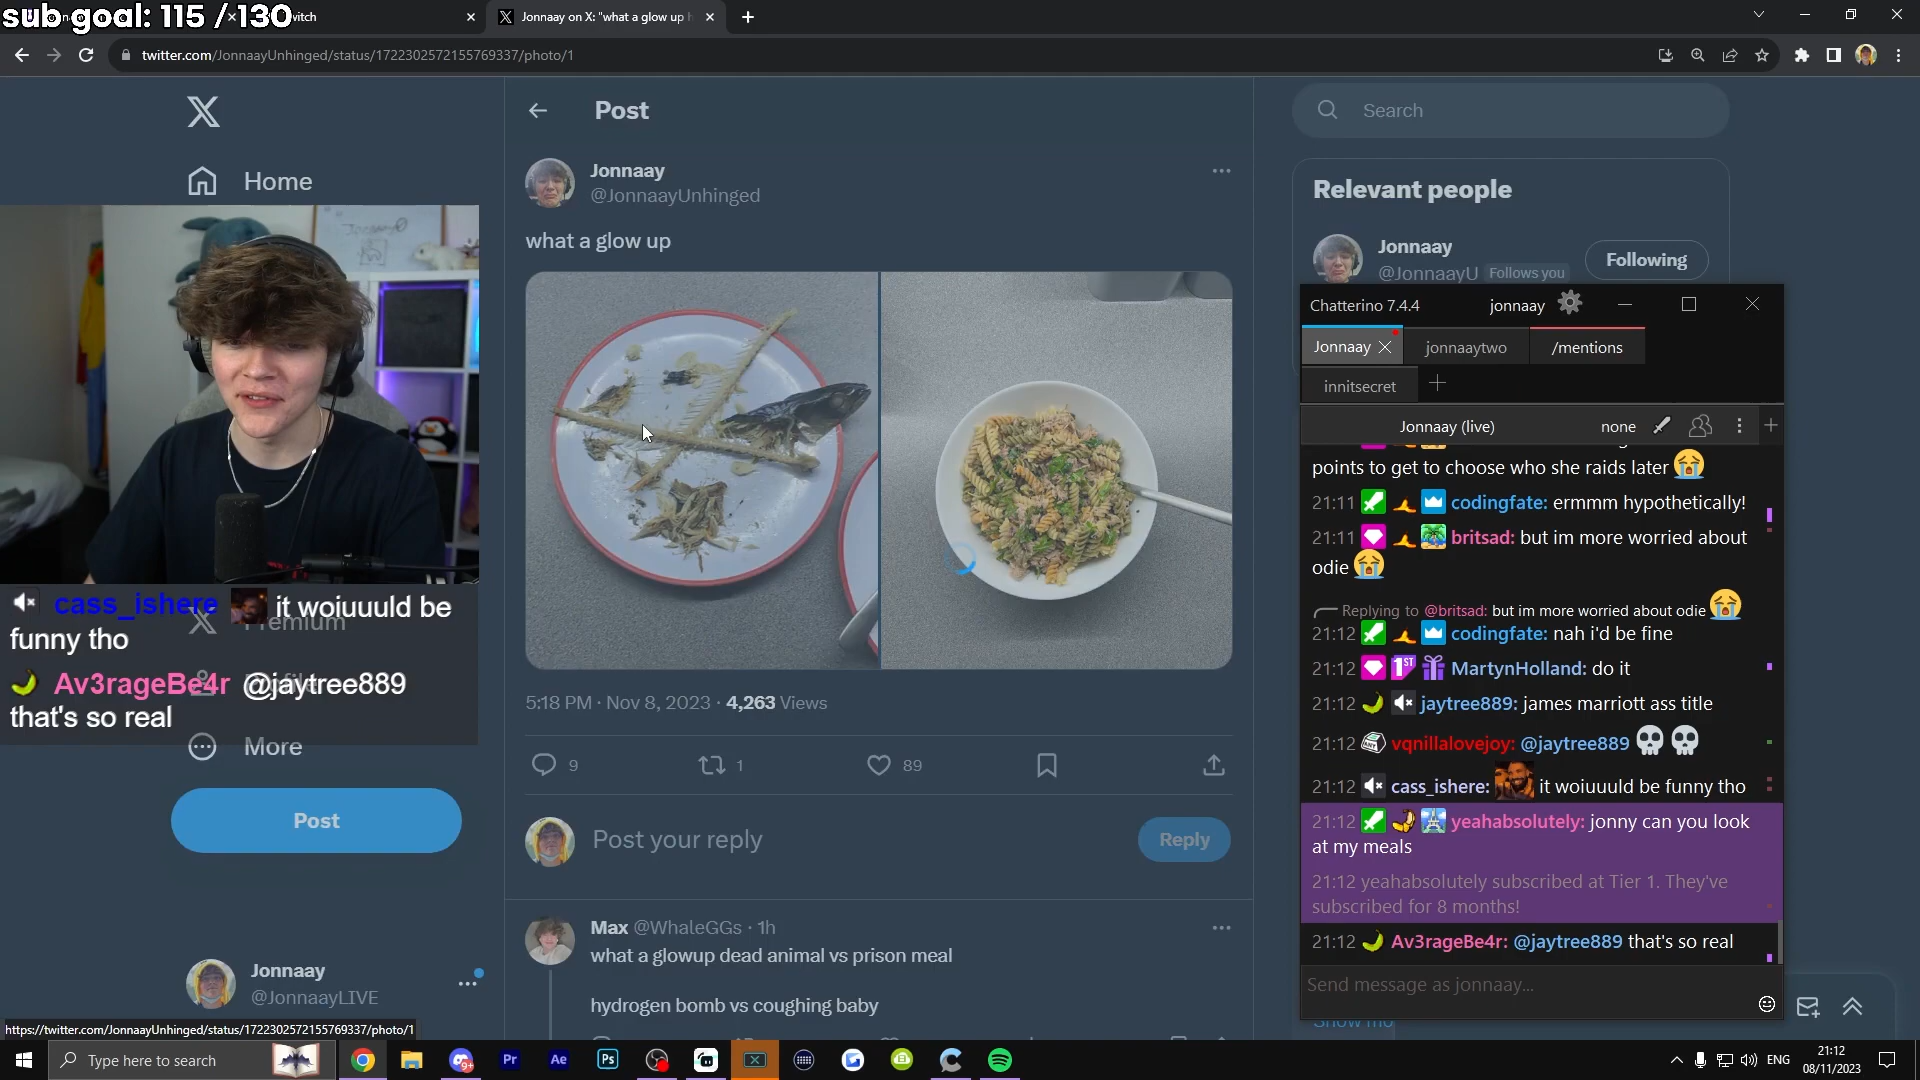 sub goal: 115 /130
witch
Jonnaay on X: "what a glow up h
twitter.com/JonnaayUnhinged/status/1722302572155769337/photo/1
Home
Premium
More
Post
Jonnaay
@JonnaayLIVE
https://twitter.com/JonnaayUnhinged/status/1722302572155769337/photo/1
cass_ishere it woiuuuld be
funny tho
Av3rageBe4r @jaytree889
that's so real
Post
Jonnaay
@JonnaayUnhinged
what a glow up
5:18 PM · Nov 8, 2023 · 4,263 Views
9
1
89
Post your reply
Reply
Max @WhaleGGs · 1h
what a glowup dead animal vs prison meal
hydrogen bomb vs coughing baby
Search
Relevant people
Jonnaay
@JonnaayU Follows you
Following
Chatterino 7.4.4
jonnaay
Jonnaay
jonnaaytwo
/mentions
innitsecret
Jonnaay (live)
none
points to get to choose who she raids later
21:11 codingfate: ermmm hypothetically!
21:11 britsad: but im more worried about
odie
Replying to @britsad: but im more worried about odie
21:12 codingfate: nah i'd be fine
21:12 1ST MartynHolland: do it
21:12 jaytree889: james marriott ass title
21:12 vqnillalovejoy: @jaytree889
21:12 cass_ishere: it woiuuuld be funny tho
21:12 yeahabsolutely: jonny can you look
at my meals
21:12 yeahabsolutely subscribed at Tier 1. They've
subscribed for 8 months!
21:12 Av3rageBe4r: @jaytree889 that's so real
Send message as jonnaay...
Show mo
Type here to search
9+
Pr
Ae
Ps
ENG
21:12
08/11/2023